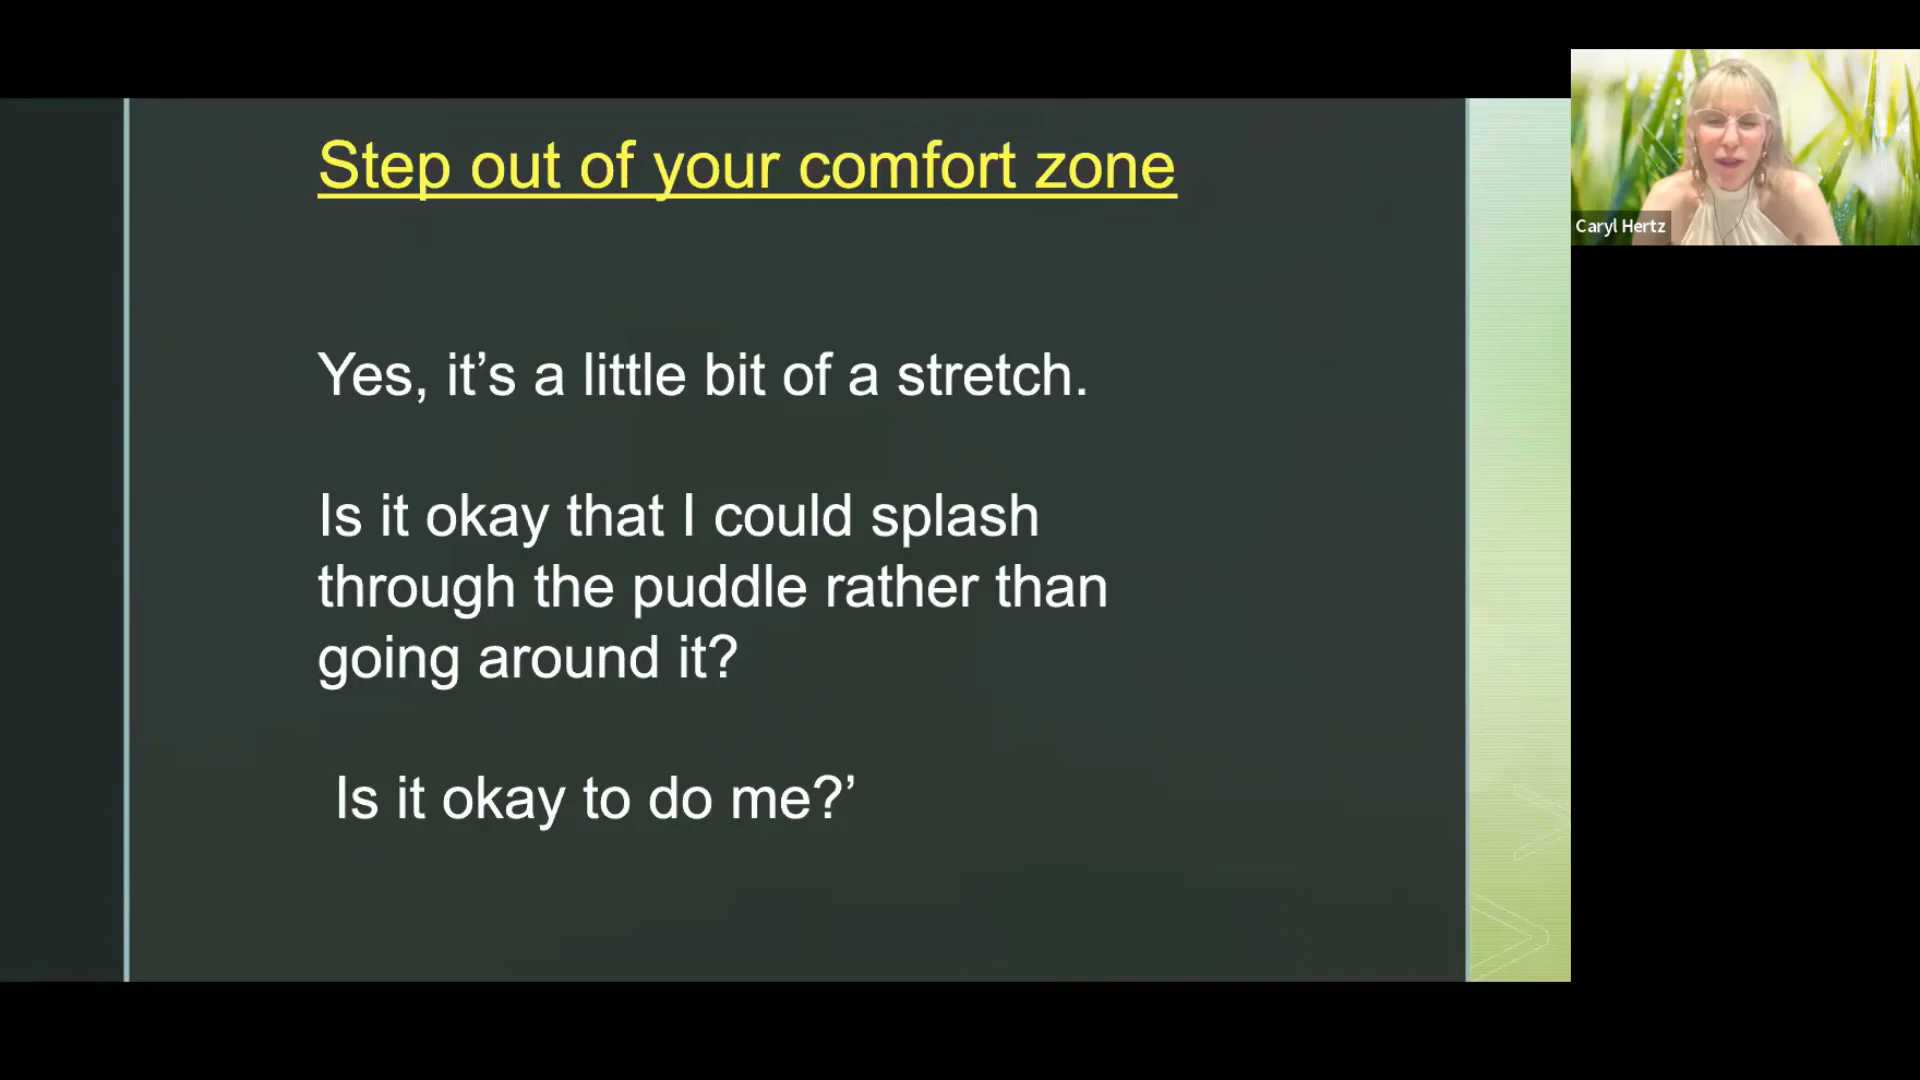 Step out of your comfort zone
Yes, it’s a little bit of a stretch.
Is it okay that I could splash
through the puddle rather than
going around it?
Is it okay to do me?’
Caryl Hertz